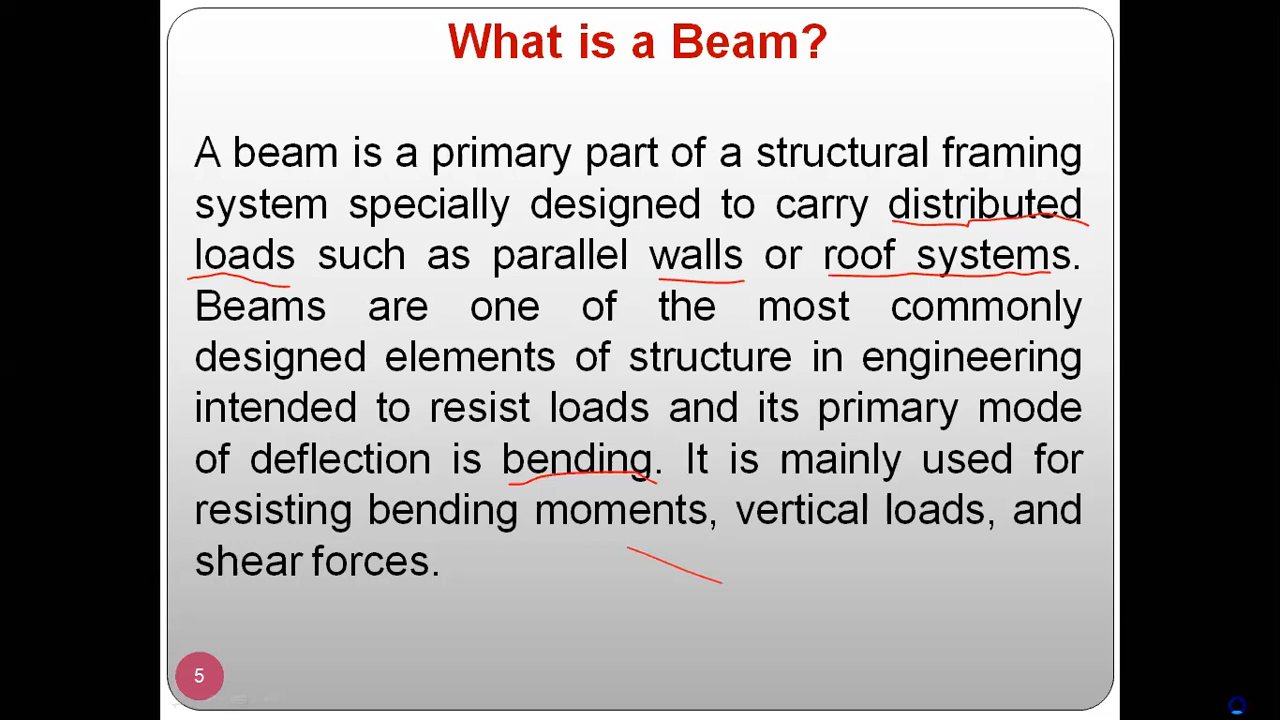 What is a Beam?
A beam is a primary part of a structural framing
system specially designed to carry distributed
loads such as parallel walls or roof systems.
Beams are one of the most commonly
designed elements of structure in engineering
intended to resist loads and its primary mode
of deflection is bending. It is mainly used for
resisting bending moments, vertical loads, and
shear forces.
5